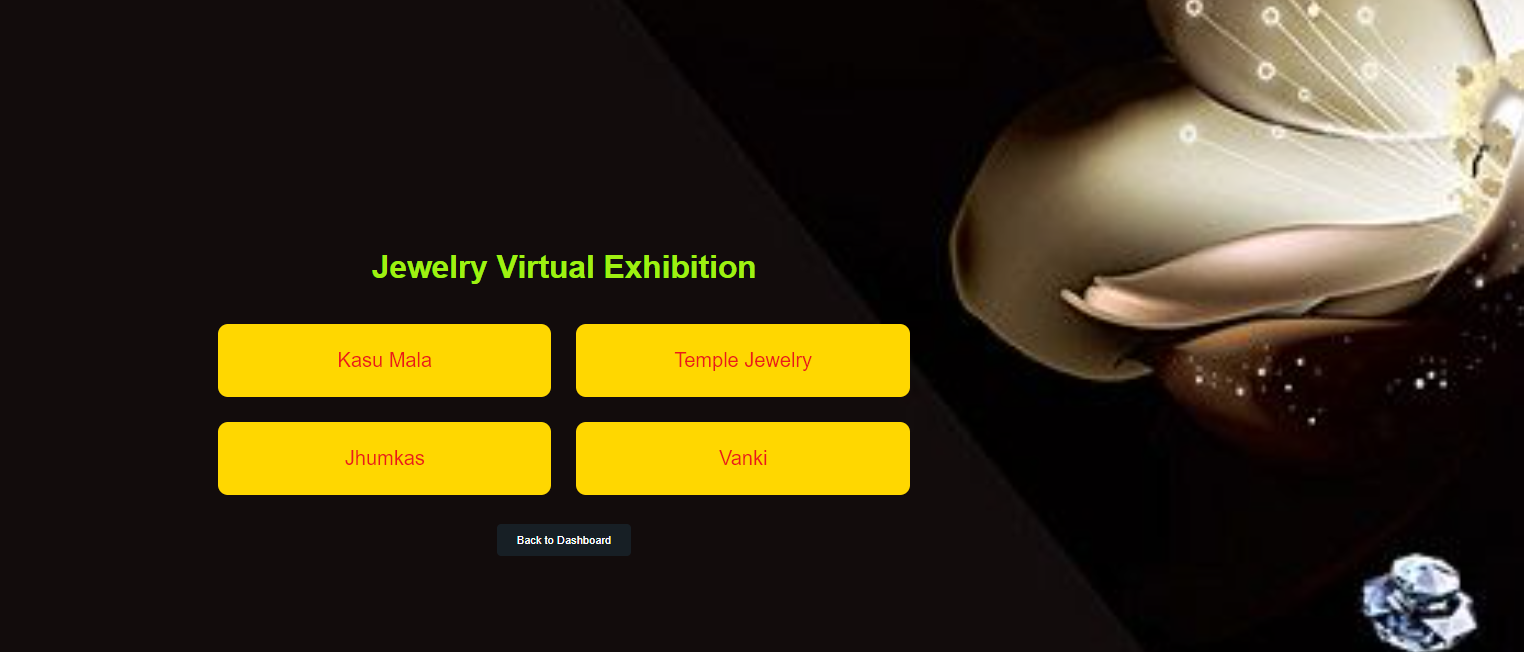 Jewelry Virtual Exhibition
Kasu Mala
Temple Jewelry
Jhumkas
Vanki
Back to Dashboard